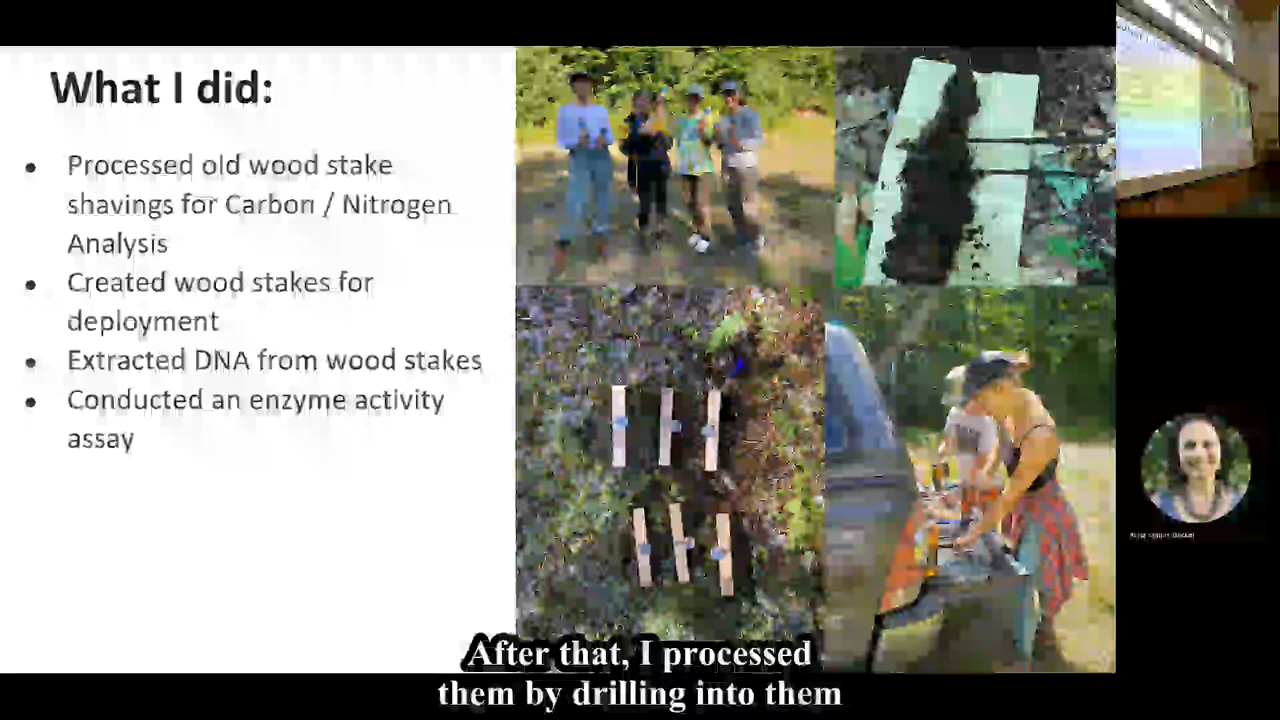 What I did:
● Processed old wood stake
shavings for Carbon / Nitrogen
Analysis
● Created wood stakes for
deployment
● Extracted DNA from wood stakes
● Conducted an enzyme activity
assay
After that, I processed
them by drilling into them